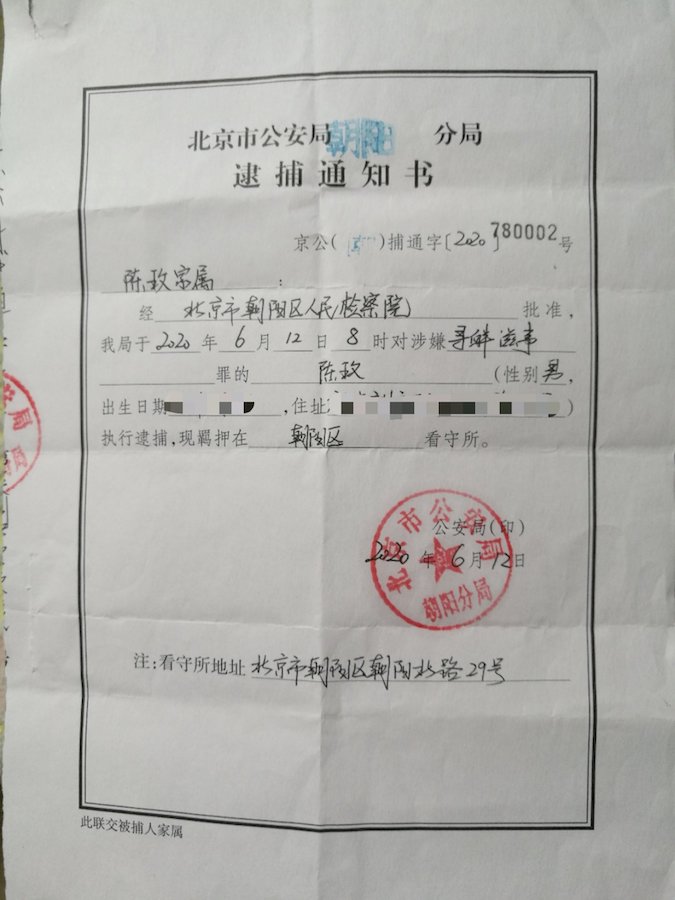 北京市公安局朝阳分局
逮捕通知书
京公(朝)捕通字[2020]780002号
陈玫家属:
经北京市朝阳区人民检察院批准,
我局于2020年6月12日8时对涉嫌寻衅滋事
罪的陈玫(性别男,
出生日期,住址)
执行逮捕,现羁押在朝阳区看守所。
公安局(印)
2020年6月12日
北京市公安局
朝阳分局
注:看守所地址北京市朝阳区朝阳北路29号
此联交被捕人家属